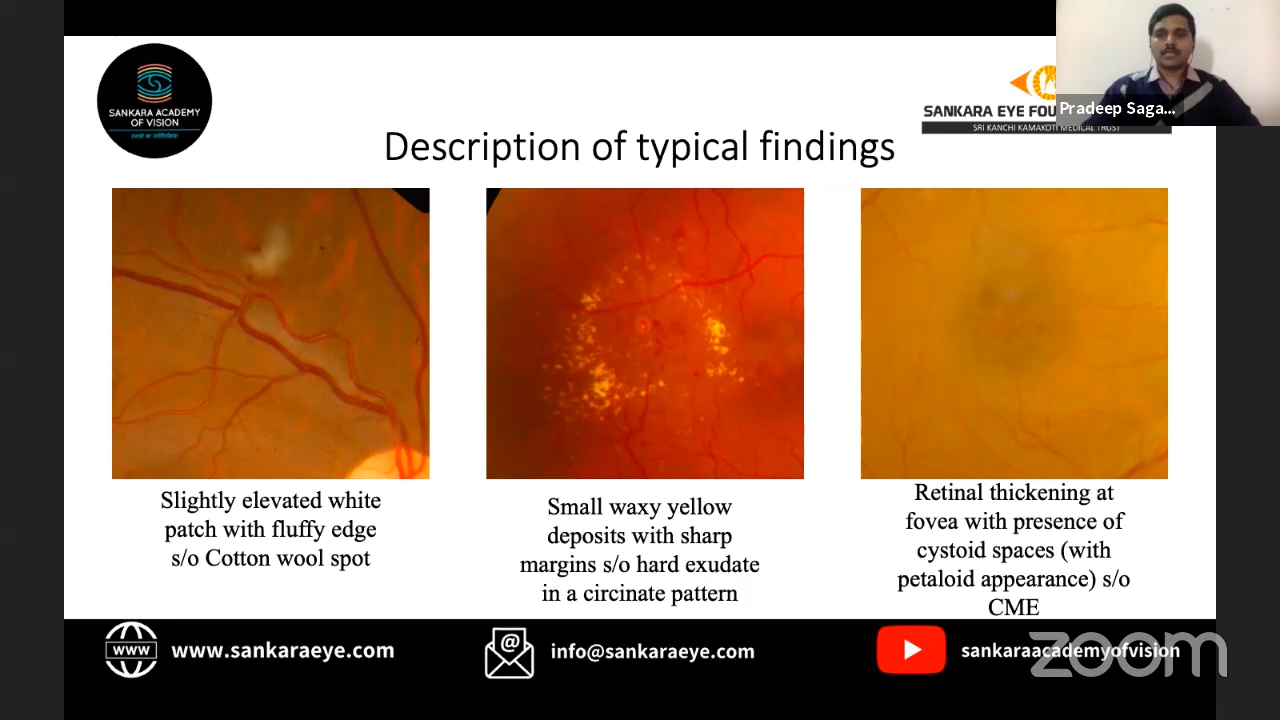 SANKARA ACADEMY
OF VISION
SANKARA EYE
SRI KANCHI KAMAKOTI MEDICAL TRUST
Pradeep Saga...
Description of typical findings
Slightly elevated white
patch with fluffy edge
s/o Cotton wool spot
Small waxy yellow
deposits with sharp
margins s/o hard exudate
in a circinate pattern
Retinal thickening at
fovea with presence of
cystoid spaces (with
petaloid appearance) s/o
CME
www
www.sankaraeye.com
@
info@sankaraeye.com
sankaraacademyofvision
zoom